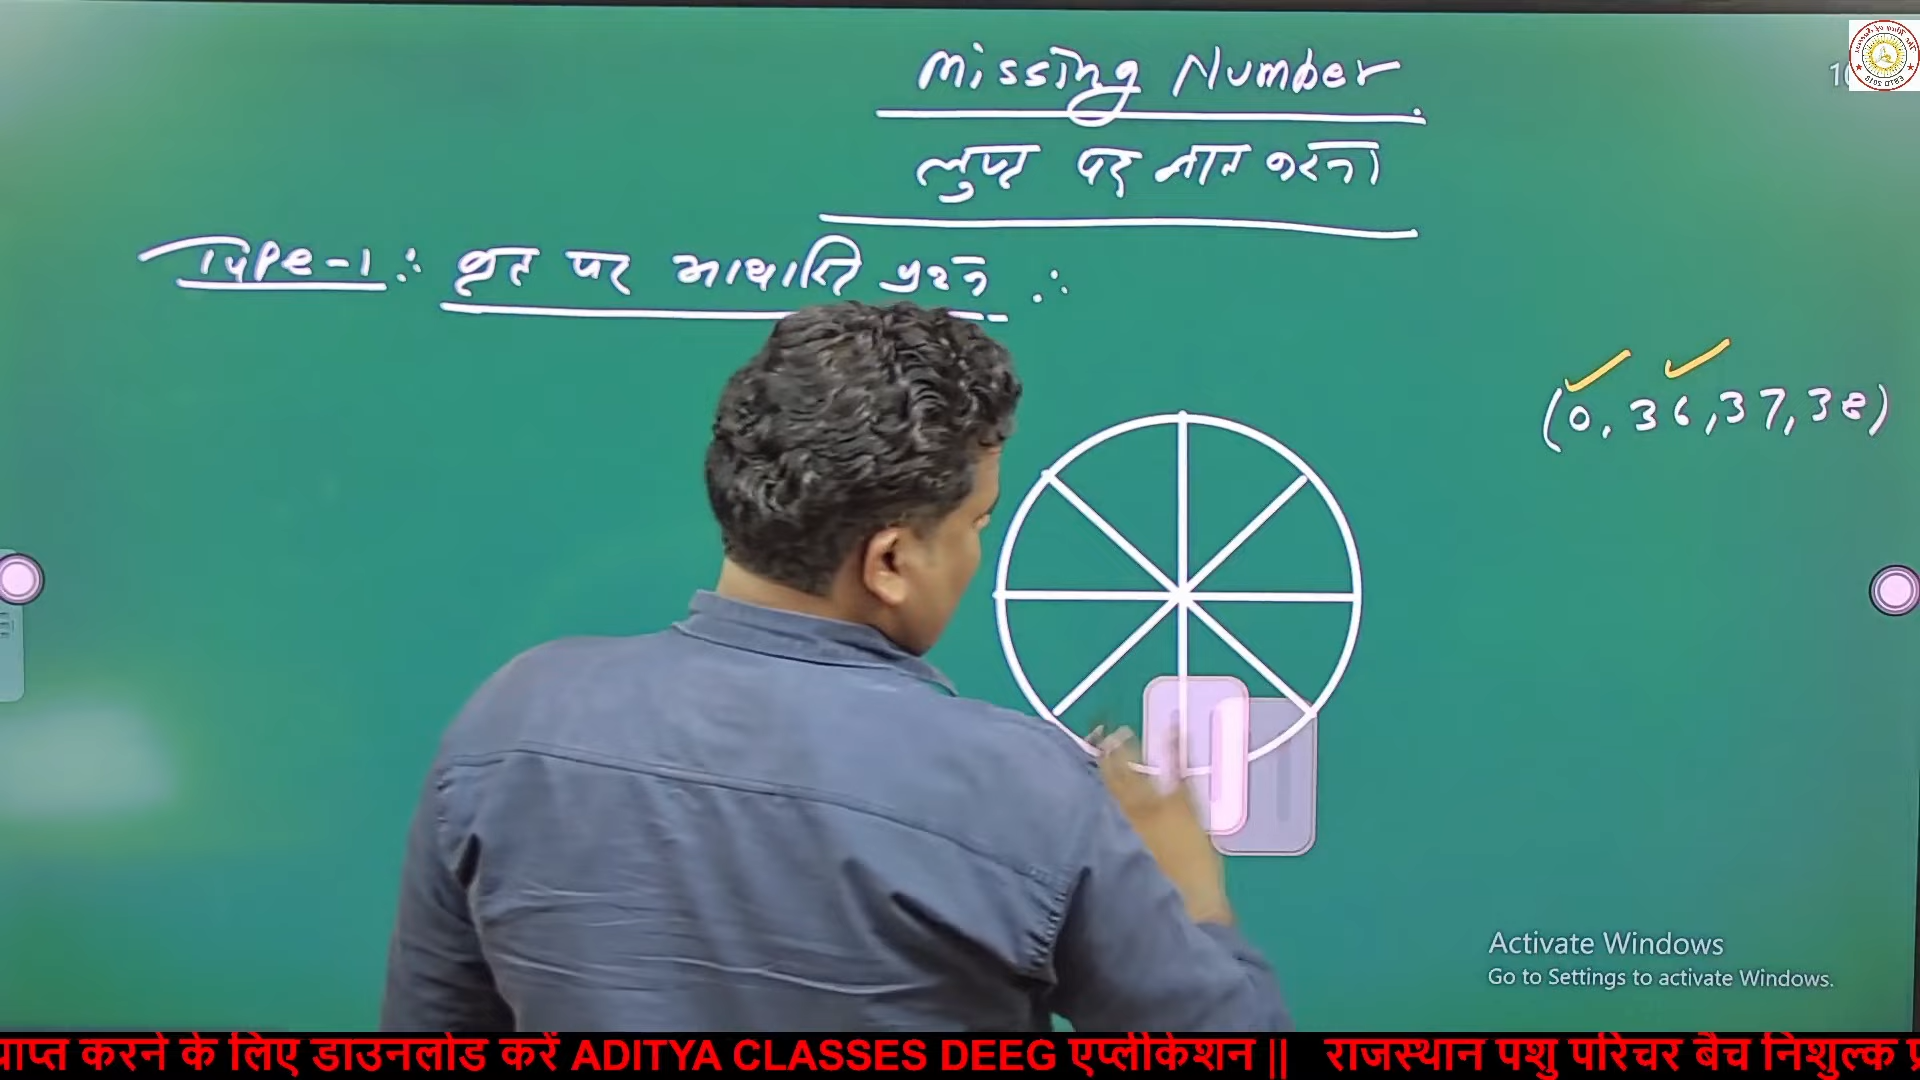 Missing Number
लुप्त पद ज्ञात करना
Type-1 : वृत पर आधारित प्रश्न :
(0, 36, 37, 38)
Activate Windows
Go to Settings to activate Windows.
प्राप्त करने के लिए डाउनलोड करें ADITYA CLASSES DEEG एप्लीकेशन || राजस्थान पशु परिचर बैच निशुल्क